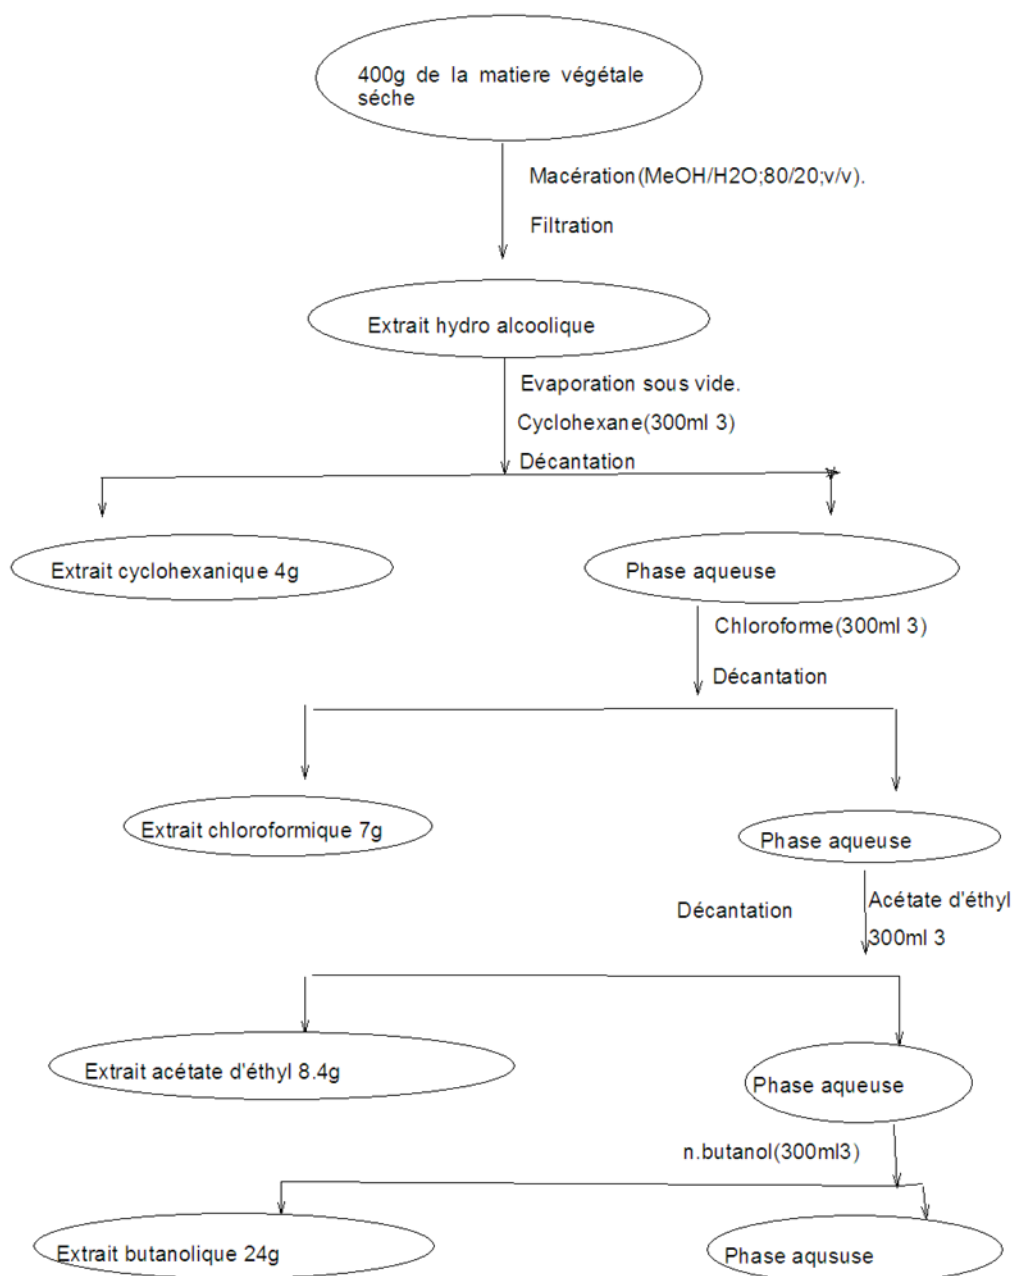 400g de la matiere végétale
séche
Macération(MeOH/H2O;80/20;v/v).
Filtration
Extrait hydro alcoolique
Evaporation sous vide.
Cyclohexane(300ml 3)
Décantation
Extrait cyclohexanique 4g
Phase aqueuse
Chloroforme(300ml 3)
Décantation
Extrait chloroformique 7g
Phase aqueuse
Décantation
Acétate d'éthyl
300ml 3
Extrait acétate d'éthyl 8.4g
Phase aqueuse
n.butanol(300ml3)
Extrait butanolique 24g
Phase aqususe